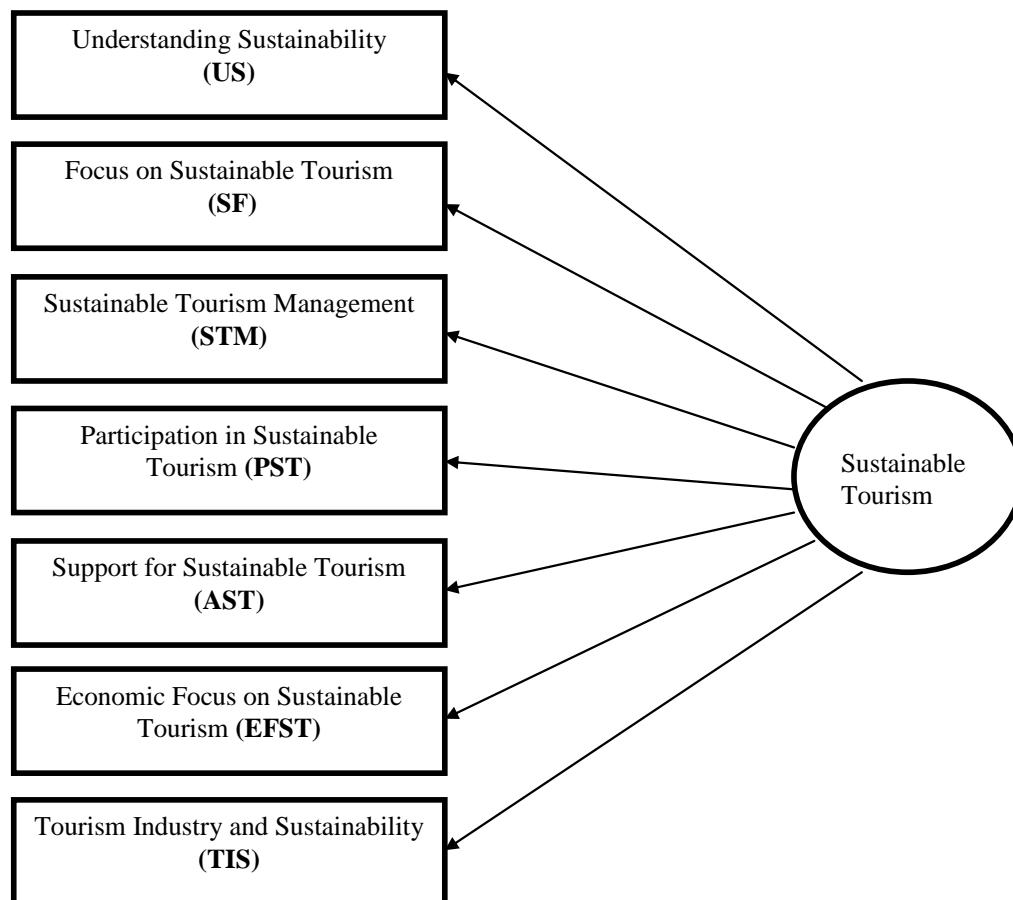 Understanding Sustainability
(US)
Focus on Sustainable Tourism
(SF)
Sustainable Tourism Management
(STM)
Participation in Sustainable
Tourism (PST)
Support for Sustainable Tourism
(AST)
Economic Focus on Sustainable
Tourism (EFST)
Tourism Industry and Sustainability
(TIS)
Sustainable
Tourism